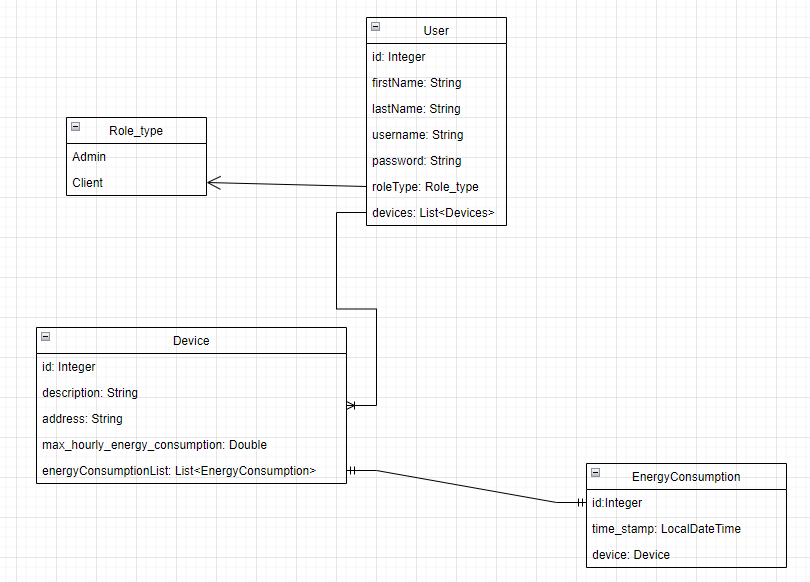 User
id: Integer
firstName: String
lastName: String
username: String
password: String
roleType: Role_type
devices: List<Devices>
Role_type
Admin
Client
Device
id: Integer
description: String
address: String
max_hourly_energy_consumption: Double
energyConsumptionList: List<EnergyConsumption>
EnergyConsumption
id:Integer
time_stamp: LocalDateTime
device: Device